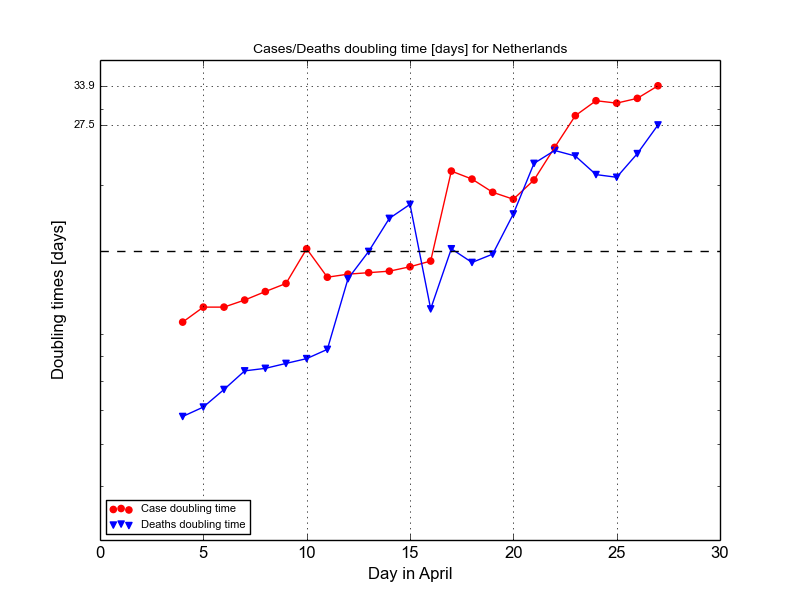 Cases/Deaths doubling time [days] for Netherlands
33.9
27.5
Doubling times [days]
Case doubling time
Deaths doubling time
0 5 10 15 20 25 30
Day in April